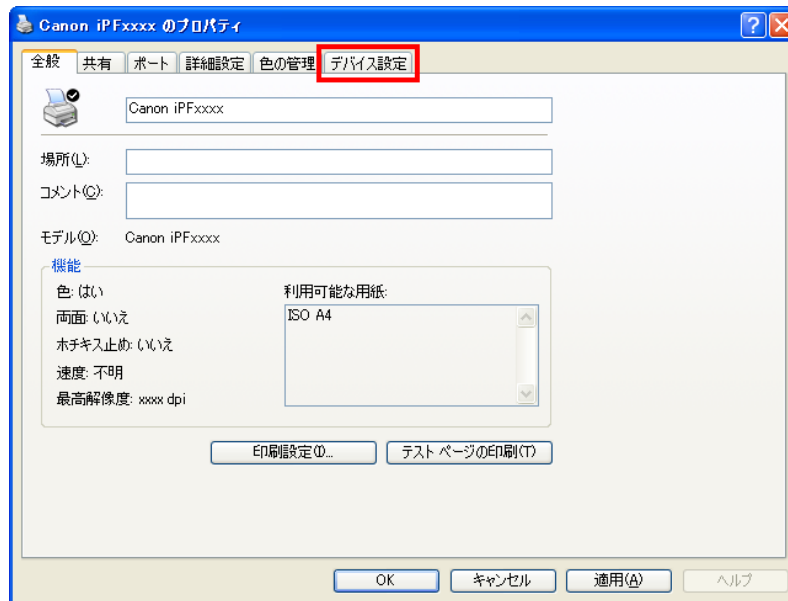 Canon iPFxxxx のプロパティ
全般 共有 ポート 詳細設定 色の管理 デバイス設定
Canon iPFxxxx
場所(L):
コメント(C):
モデル(O): Canon iPFxxxx
機能
色: はい 利用可能な用紙:
両面: いいえ ISO A4
ホチキス止め: いいえ
速度: 不明
最高解像度: xxxx dpi
印刷設定(I)... テスト ページの印刷(T)
OK キャンセル 適用(A) ヘルプ